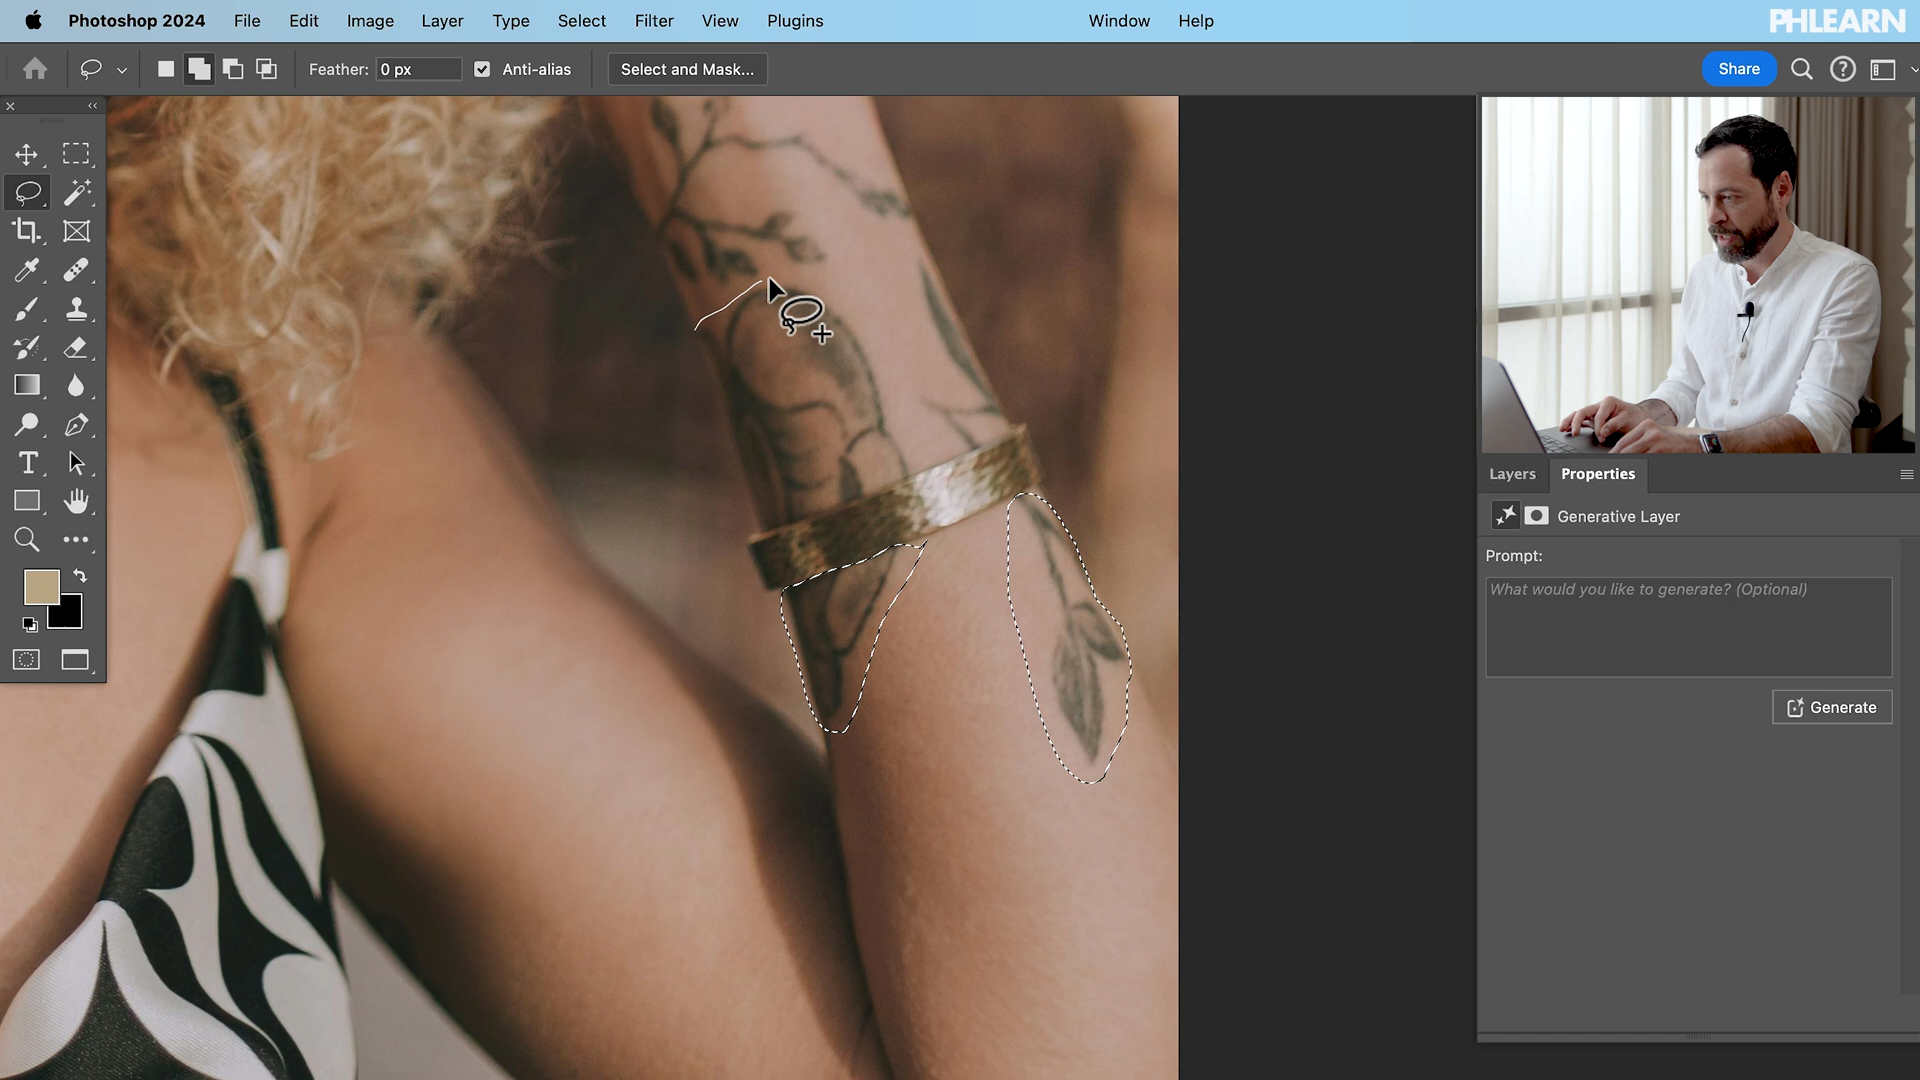 Photoshop 2024 File Edit Image Layer Type Select Filter View Plugins Window Help
PHLEARN
Feather: 0 px Anti-alias Select and Mask... Share
Layers Properties
Generative Layer
Prompt:
What would you like to generate? (Optional)
Generate
T